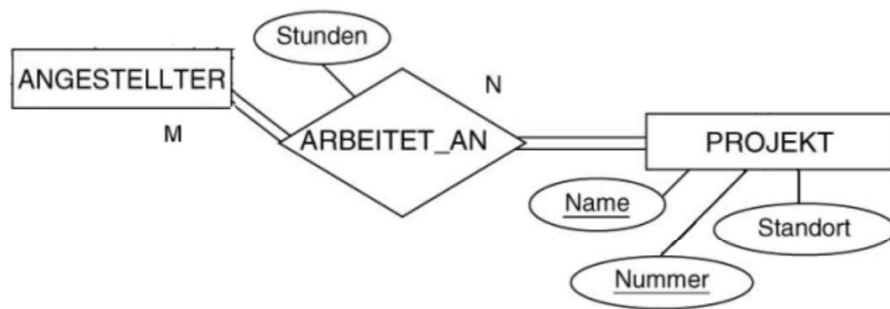 Stunden
ANGESTELLTER
N
M
ARBEITET_AN
PROJEKT
Name
Standort
Nummer